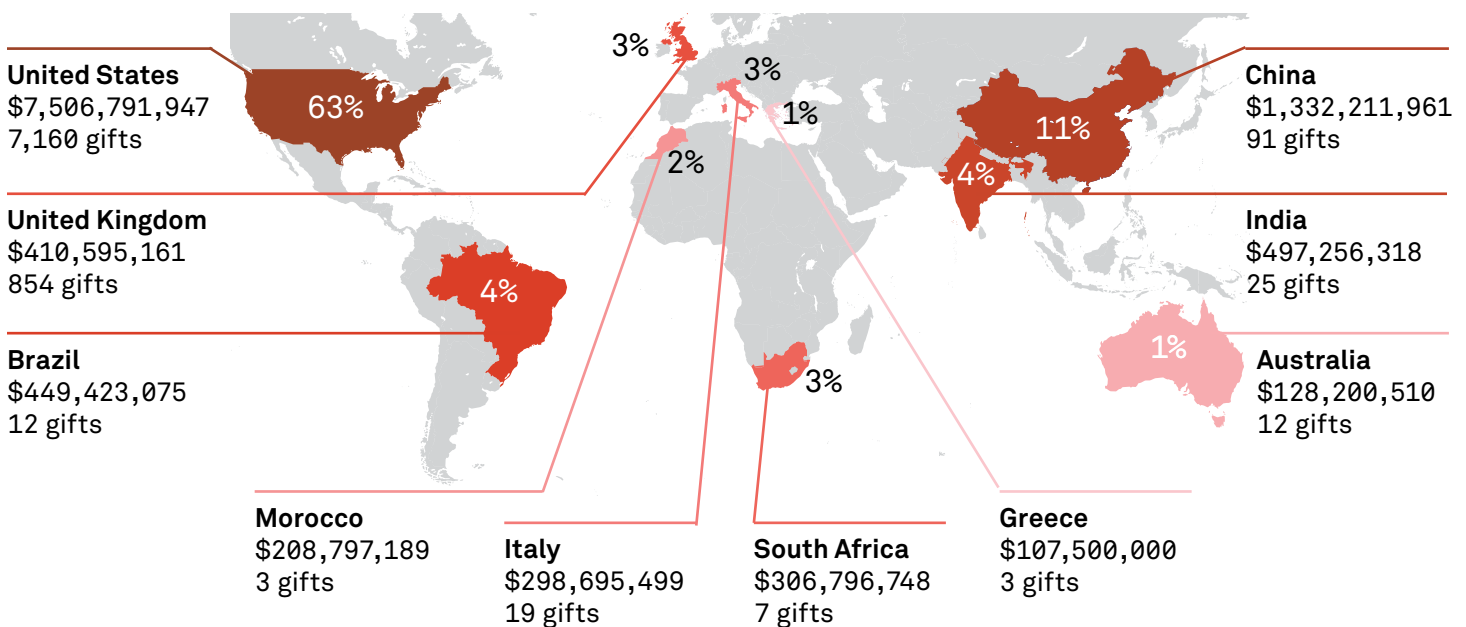 United States
$7,506,791,947
7,160 gifts
63%
3%
3%
1%
2%
China
$1,332,211,961
91 gifts
11%
4%
United Kingdom
$410,595,161
854 gifts
India
$497,256,318
25 gifts
4%
Brazil
$449,423,075
12 gifts
3%
1%
Australia
$128,200,510
12 gifts
Morocco
$208,797,189
3 gifts
Italy
$298,695,499
19 gifts
South Africa
$306,796,748
7 gifts
Greece
$107,500,000
3 gifts